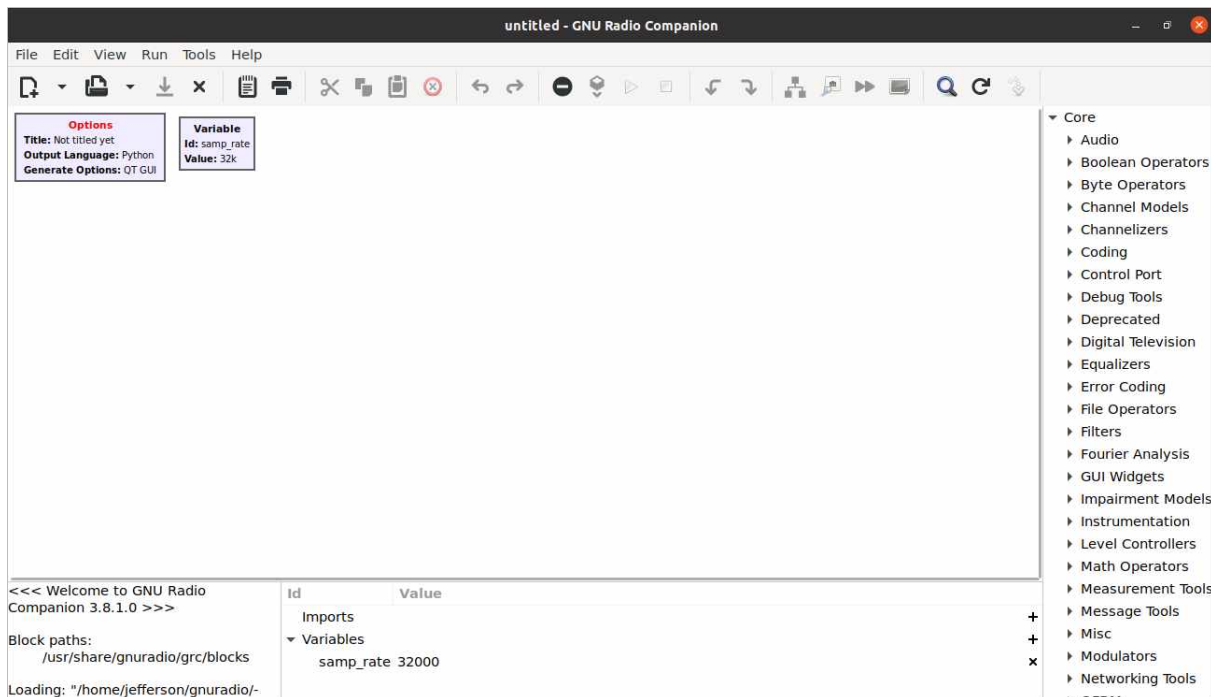 untitled - GNU Radio Companion
File Edit View Run Tools Help
Options
Title: Not titled yet
Output Language: Python
Generate Options: QT GUI
Variable
Id: samp_rate
Value: 32k
Core
Audio
Boolean Operators
Byte Operators
Channel Models
Channelizers
Coding
Control Port
Debug Tools
Deprecated
Digital Television
Equalizers
Error Coding
File Operators
Filters
Fourier Analysis
GUI Widgets
Impairment Models
Instrumentation
Level Controllers
Math Operators
Measurement Tools
Message Tools
Misc
Modulators
Networking Tools
<<< Welcome to GNU Radio
Companion 3.8.1.0 >>>
Block paths:
/usr/share/gnuradio/grc/blocks
Loading: "/home/jefferson/gnuradio/-
Id Value
Imports
Variables
samp_rate 32000